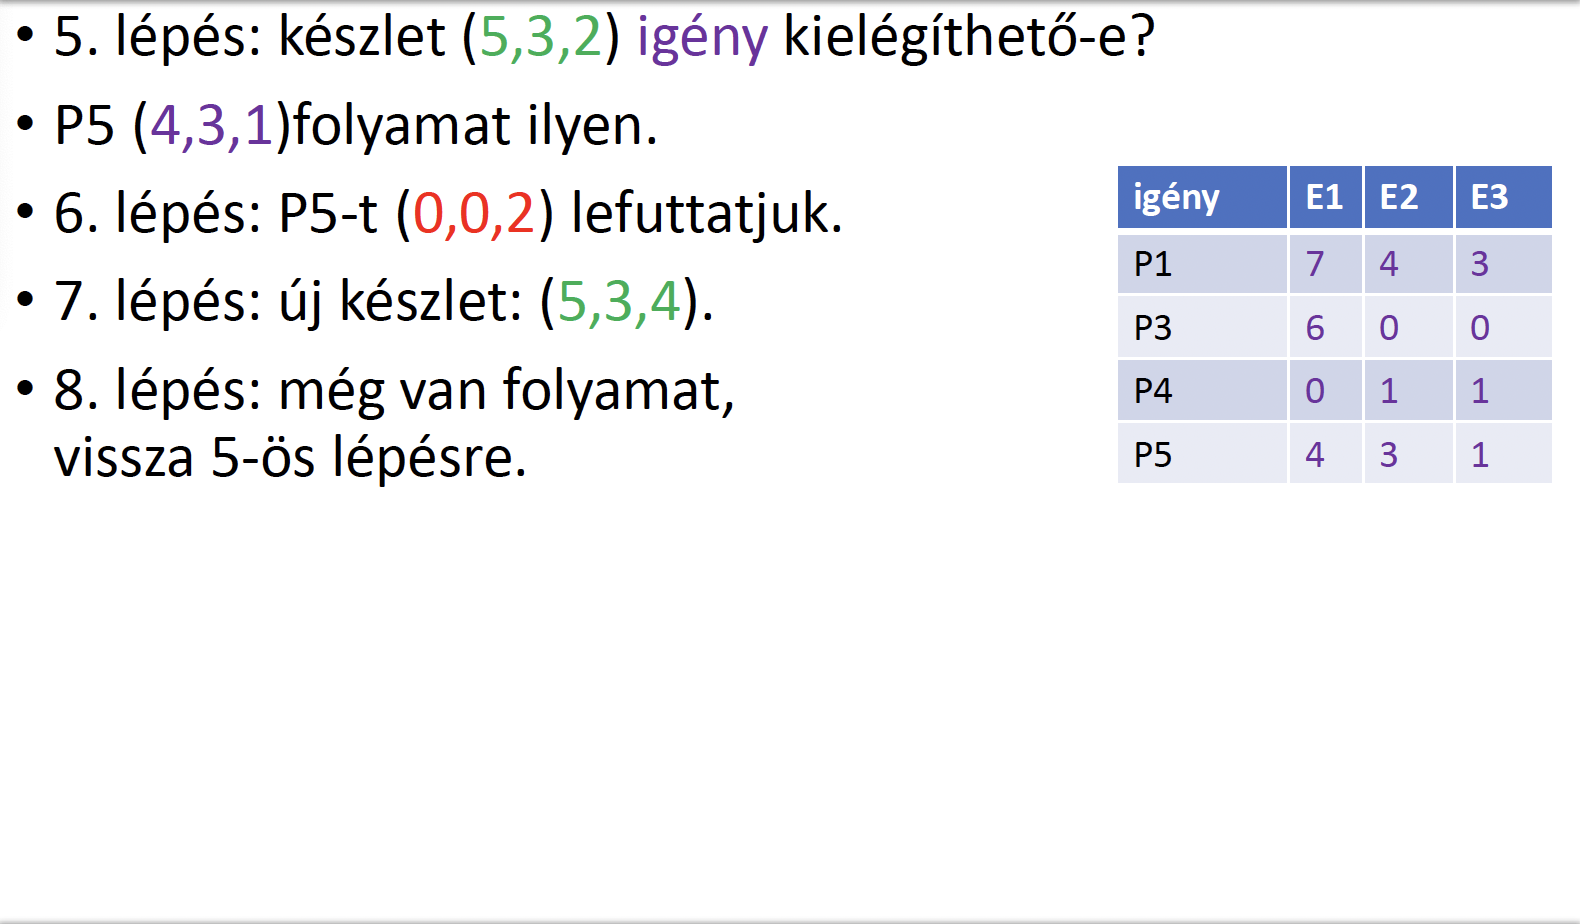 • 5. lépés: készlet (5,3,2) igény kielégíthető-e?
• P5 (4,3,1)folyamat ilyen.
• 6. lépés: P5-t (0,0,2) lefuttatjuk.
• 7. lépés: új készlet: (5,3,4).
• 8. lépés: még van folyamat,
vissza 5-ös lépésre.
igény E1 E2 E3
P1 7 4 3
P3 6 0 0
P4 0 1 1
P5 4 3 1